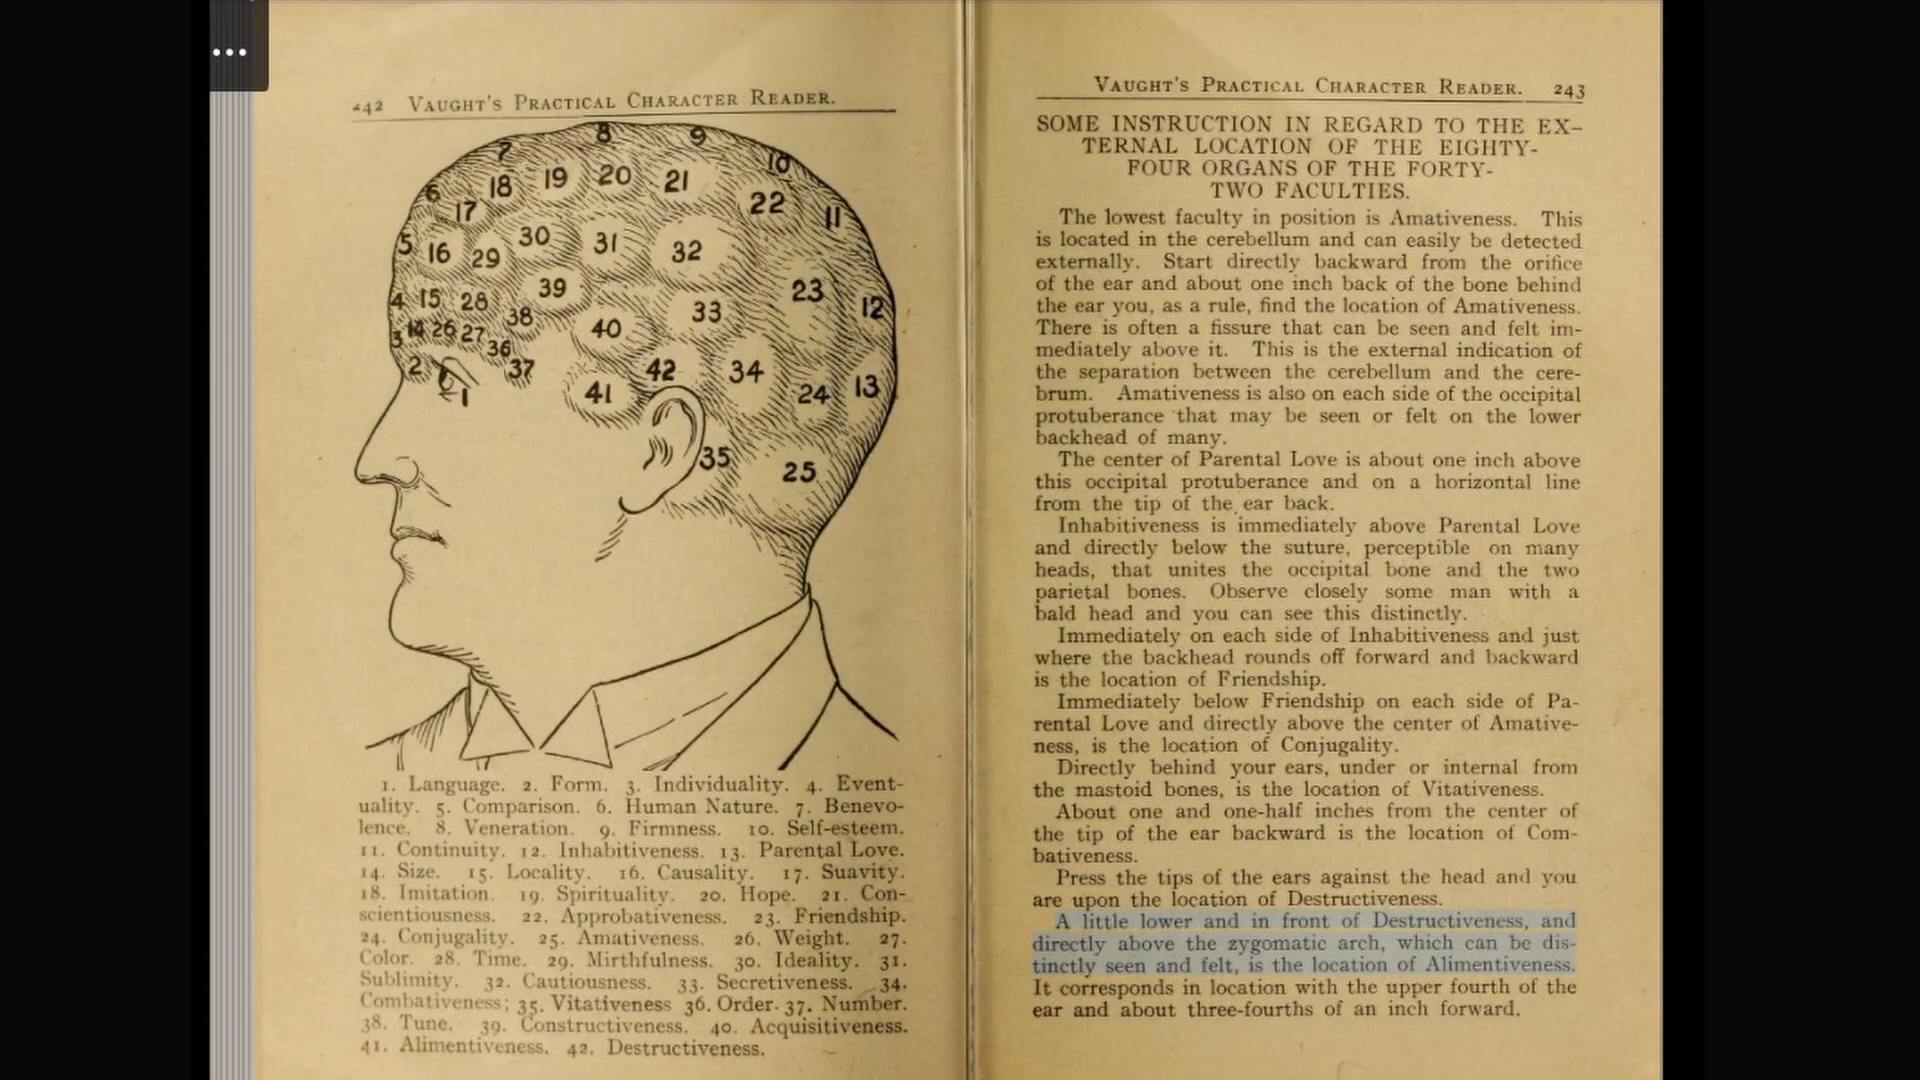 ...
242 VAUGHT'S PRACTICAL CHARACTER READER.
8
9
7
10
19
20
21
18
6
22
17
11
30
31
5
16
29
32
39
23
4
15
28
12
38
33
3
14
26
27
40
36
2
37
42
34
13
1
41
24
35
25
1. Language. 2. Form. 3. Individuality. 4. Event-
uality. 5. Comparison. 6. Human Nature. 7. Benevo-
lence. 8. Veneration. 9. Firmness. 10. Self-esteem.
11. Continuity. 12. Inhabitiveness. 13. Parental Love.
14. Size. 15. Locality. 16. Causality. 17. Suavity.
18. Imitation. 19. Spirituality. 20. Hope. 21. Con-
scientiousness. 22. Approbativeness. 23. Friendship.
24. Conjugality. 25. Amativeness. 26. Weight. 27.
Color. 28. Time. 29. Mirthfulness. 30. Ideality. 31.
Sublimity. 32. Cautiousness. 33. Secretiveness. 34.
Combativeness; 35. Vitativeness 36. Order. 37. Number.
38. Tune. 39. Constructiveness. 40. Acquisitiveness.
41. Alimentiveness. 42. Destructiveness.
VAUGHT'S PRACTICAL CHARACTER READER. 243
SOME INSTRUCTION IN REGARD TO THE EX-
TERNAL LOCATION OF THE EIGHTY-
FOUR ORGANS OF THE FORTY-
TWO FACULTIES.
The lowest faculty in position is Amativeness. This
is located in the cerebellum and can easily be detected
externally. Start directly backward from the orifice
of the ear and about one inch back of the bone behind
the ear you, as a rule, find the location of Amativeness.
There is often a fissure that can be seen and felt im-
mediately above it. This is the external indication of
the separation between the cerebellum and the cere-
brum. Amativeness is also on each side of the occipital
protuberance that may be seen or felt on the lower
backhead of many.
The center of Parental Love is about one inch above
this occipital protuberance and on a horizontal line
from the tip of the ear back.
Inhabitiveness is immediately above Parental Love
and directly below the suture, perceptible on many
heads, that unites the occipital bone and the two
parietal bones. Observe closely some man with a
bald head and you can see this distinctly.
Immediately on each side of Inhabitiveness and just
where the backhead rounds off forward and backward
is the location of Friendship.
Immediately below Friendship on each side of Pa-
rental Love and directly above the center of Amative-
ness, is the location of Conjugality.
Directly behind your ears, under or internal from
the mastoid bones, is the location of Vitativeness.
About one and one-half inches from the center of
the tip of the ear backward is the location of Com-
bativeness.
Press the tips of the ears against the head and you
are upon the location of Destructiveness.
A little lower and in front of Destructiveness, and
directly above the zygomatic arch, which can be dis-
tinctly seen and felt, is the location of Alimentiveness.
It corresponds in location with the upper fourth of the
ear and about three-fourths of an inch forward.